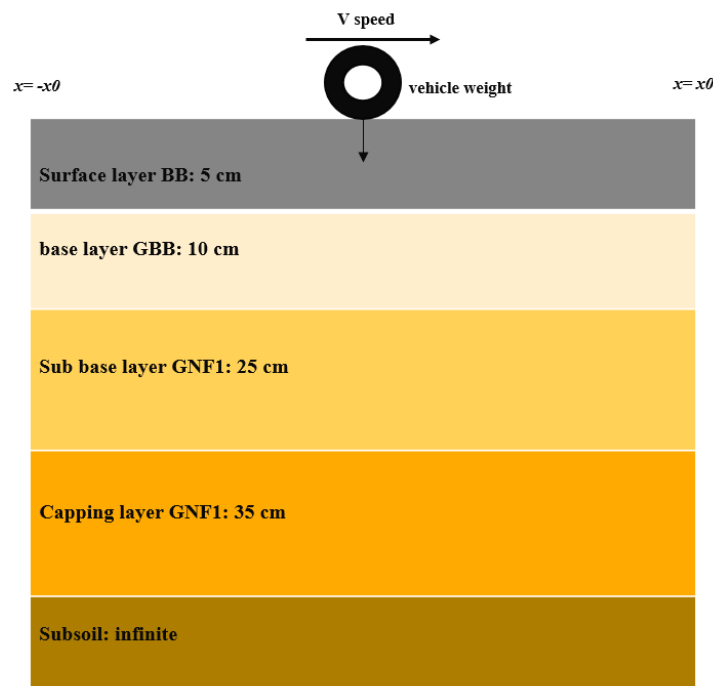 V speed
x= -x0
x= x0
vehicle weight
Surface layer BB: 5 cm
base layer GBB: 10 cm
Sub base layer GNF1: 25 cm
Capping layer GNF1: 35 cm
Subsoil: infinite